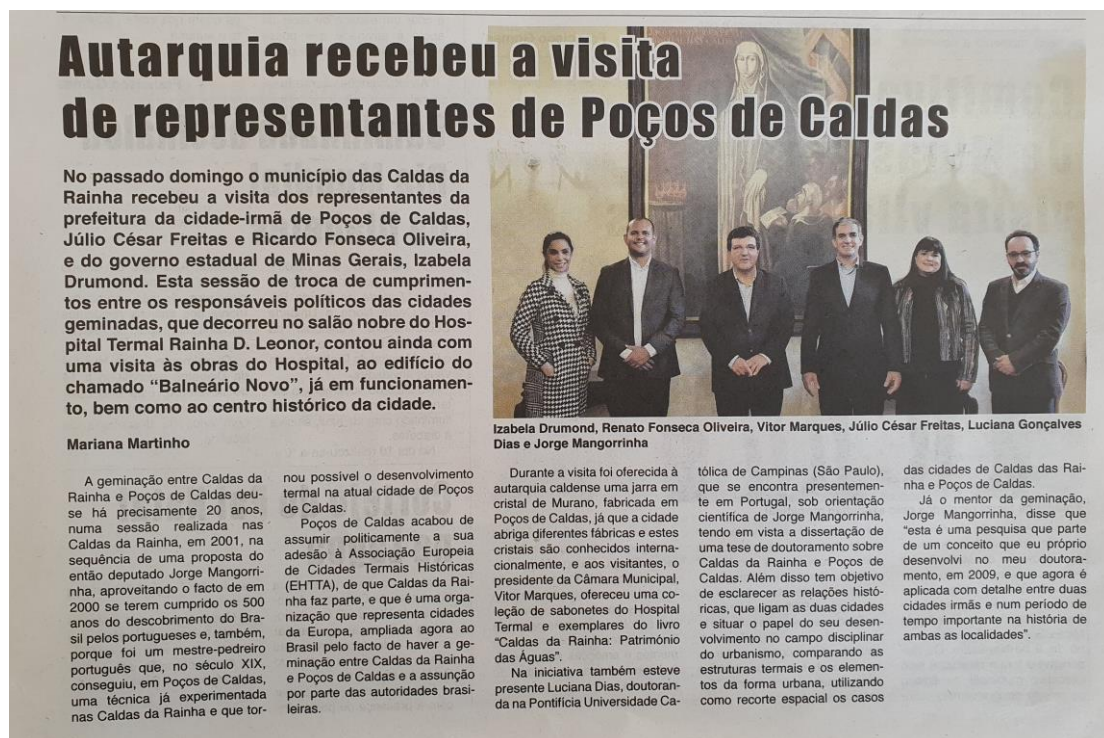 Autarquia recebeu a visita
de representantes de Poços de Caldas
No passado domingo o município das Caldas da
Rainha recebeu a visita dos representantes da
prefeitura da cidade-irmã de Poços de Caldas,
Júlio César Freitas e Ricardo Fonseca Oliveira,
e do governo estadual de Minas Gerais, Izabela
Drumond. Esta sessão de troca de cumprimen-
tos entre os responsáveis políticos das cidades
geminadas, que decorreu no salão nobre do Hos-
pital Termal Rainha D. Leonor, contou ainda com
uma visita às obras do Hospital, ao edifício do
chamado “Balneário Novo”, já em funcionamen-
to, bem como ao centro histórico da cidade.
Izabela Drumond, Renato Fonseca Oliveira, Vitor Marques, Júlio César Freitas, Luciana Gonçalves
Dias e Jorge Mangorrinha
Mariana Martinho
A geminação entre Caldas da
Rainha e Poços de Caldas deu-
se há precisamente 20 anos,
numa sessão realizada nas
Caldas da Rainha, em 2001, na
sequência de uma proposta do
então deputado Jorge Mangorri-
nha, aproveitando o facto de em
2000 se terem cumprido os 500
anos do descobrimento do Bra-
sil pelos portugueses e, também,
porque foi um mestre-pedreiro
português que, no século XIX,
conseguiu, em Poços de Caldas,
uma técnica já experimentada
nas Caldas da Rainha e que tor-
nou possível o desenvolvimento
termal na atual cidade de Poços
de Caldas.
Poços de Caldas acabou de
assumir politicamente a sua
adesão à Associação Europeia
de Cidades Termais Históricas
(EHTTA), de que Caldas da Rai-
nha faz parte, e que é uma orga-
nização que representa cidades
da Europa, ampliada agora ao
Brasil pelo facto de haver a ge-
minação entre Caldas da Rainha
e Poços de Caldas e a assunção
por parte das autoridades brasi-
leiras.
Durante a visita foi oferecida à
autarquia caldense uma jarra em
cristal de Murano, fabricada em
Poços de Caldas, já que a cidade
abriga diferentes fábricas e estes
cristais são conhecidos interna-
cionalmente, e aos visitantes, o
presidente da Câmara Municipal,
Vitor Marques, ofereceu uma co-
leção de sabonetes do Hospital
Termal e exemplares do livro
“Caldas da Rainha: Património
das Águas”.
Na iniciativa também esteve
presente Luciana Dias, doutoran-
da na Pontifícia Universidade Ca-
tólica de Campinas (São Paulo),
que se encontra presentemen-
te em Portugal, sob orientação
científica de Jorge Mangorrinha,
tendo em vista a dissertação de
uma tese de doutoramento sobre
Caldas da Rainha e Poços de
Caldas. Além disso tem objetivo
de esclarecer as relações histó-
ricas, que ligam as duas cidades
e situar o papel do seu desen-
volvimento no campo disciplinar
do urbanismo, comparando as
estruturas termais e os elemen-
tos da forma urbana, utilizando
como recorte espacial os casos
das cidades de Caldas das Rai-
nha e Poços de Caldas.
Já o mentor da geminação,
Jorge Mangorrinha, disse que
“esta é uma pesquisa que parte
de um conceito que eu próprio
desenvolvi no meu doutora-
mento, em 2009, e que agora é
aplicada com detalhe entre duas
cidades irmãs e num período de
tempo importante na história de
ambas as localidades”.